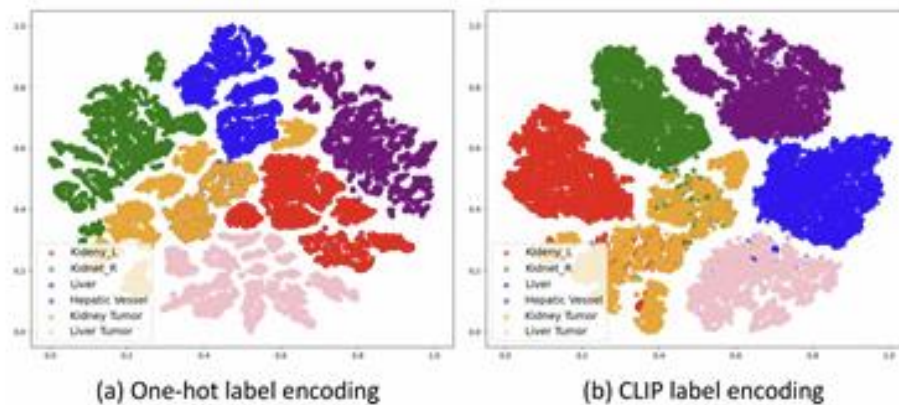 1.0
0.8
0.6
0.4
0.2
0.0
Kideny_L
Kidnet_R
Liver
Hepatic Vessel
Kidney Tumor
Liver Tumor
0.0 0.2 0.4 0.6 0.8 1.0
(a) One-hot label encoding
1.0
0.8
0.6
0.4
0.2
0.0
Kideny_L
Kidnet_R
Liver
Hepatic Vessel
Kidney Tumor
Liver Tumor
0.0 0.2 0.4 0.6 0.8 1.0
(b) CLIP label encoding